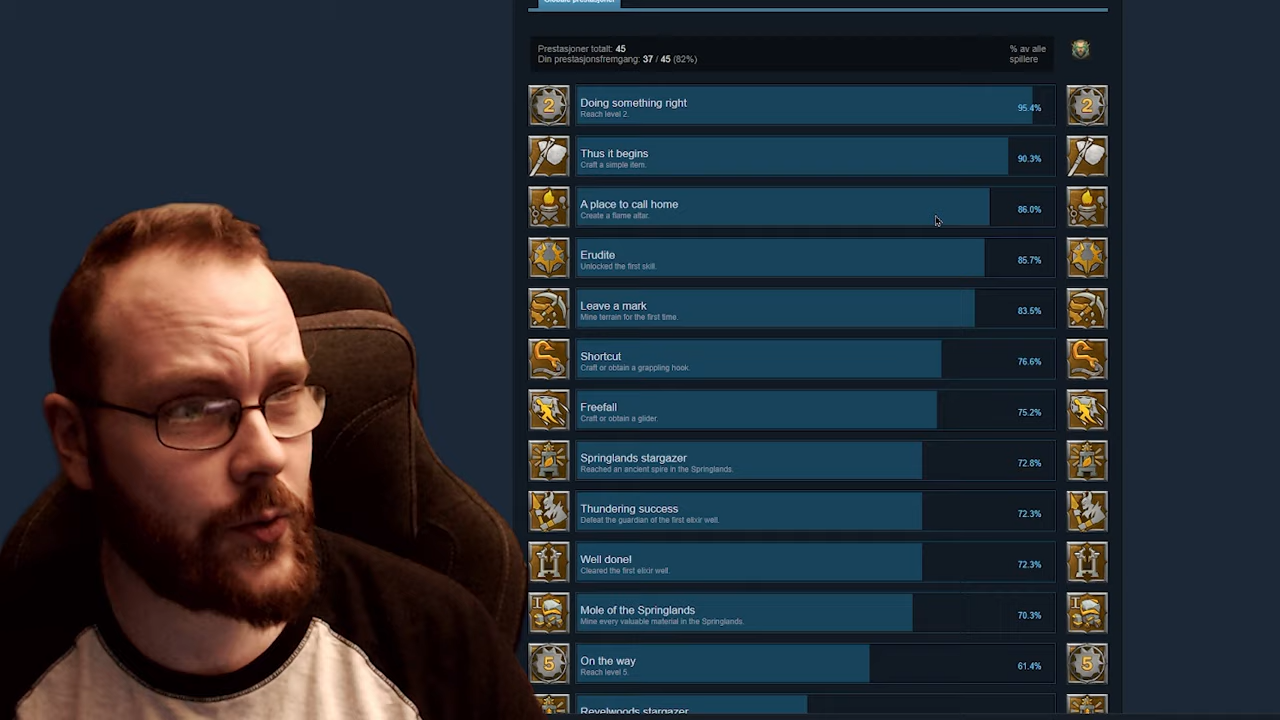 Globale prestasjoner
Prestasjoner totalt: 45
Din prestasjonsfremgang: 37 / 45 (82%)
% av alle
spillere
2
Doing something right
Reach level 2.
95.4%
2
Thus it begins
Craft a simple item.
90.3%
A place to call home
Create a flame altar.
86.0%
Erudite
Unlocked the first skill.
85.7%
Leave a mark
Mine terrain for the first time.
83.5%
Shortcut
Craft or obtain a grappling hook.
76.6%
Freefall
Craft or obtain a glider.
75.2%
Springlands stargazer
Reached an ancient spire in the Springlands.
72.8%
Thundering success
Defeat the guardian of the first elixir well.
72.3%
Well done!
Cleared the first elixir well.
72.3%
I
Mole of the Springlands
Mine every valuable material in the Springlands.
70.3%
I
5
On the way
Reach level 5.
61.4%
5
Revelwoods stargazer